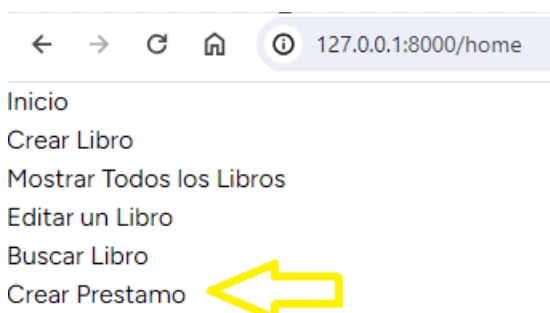 127.0.0.1:8000/home
Inicio
Crear Libro
Mostrar Todos los Libros
Editar un Libro
Buscar Libro
Crear Prestamo